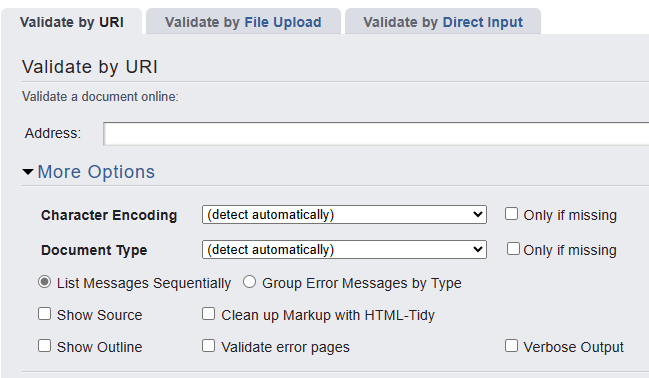 Validate by URI Validate by File Upload Validate by Direct Input
Validate by URI
Validate a document online:
Address:
More Options
Character Encoding (detect automatically) Only if missing
Document Type (detect automatically) Only if missing
List Messages Sequentially Group Error Messages by Type
Show Source Clean up Markup with HTML-Tidy
Show Outline Validate error pages Verbose Output